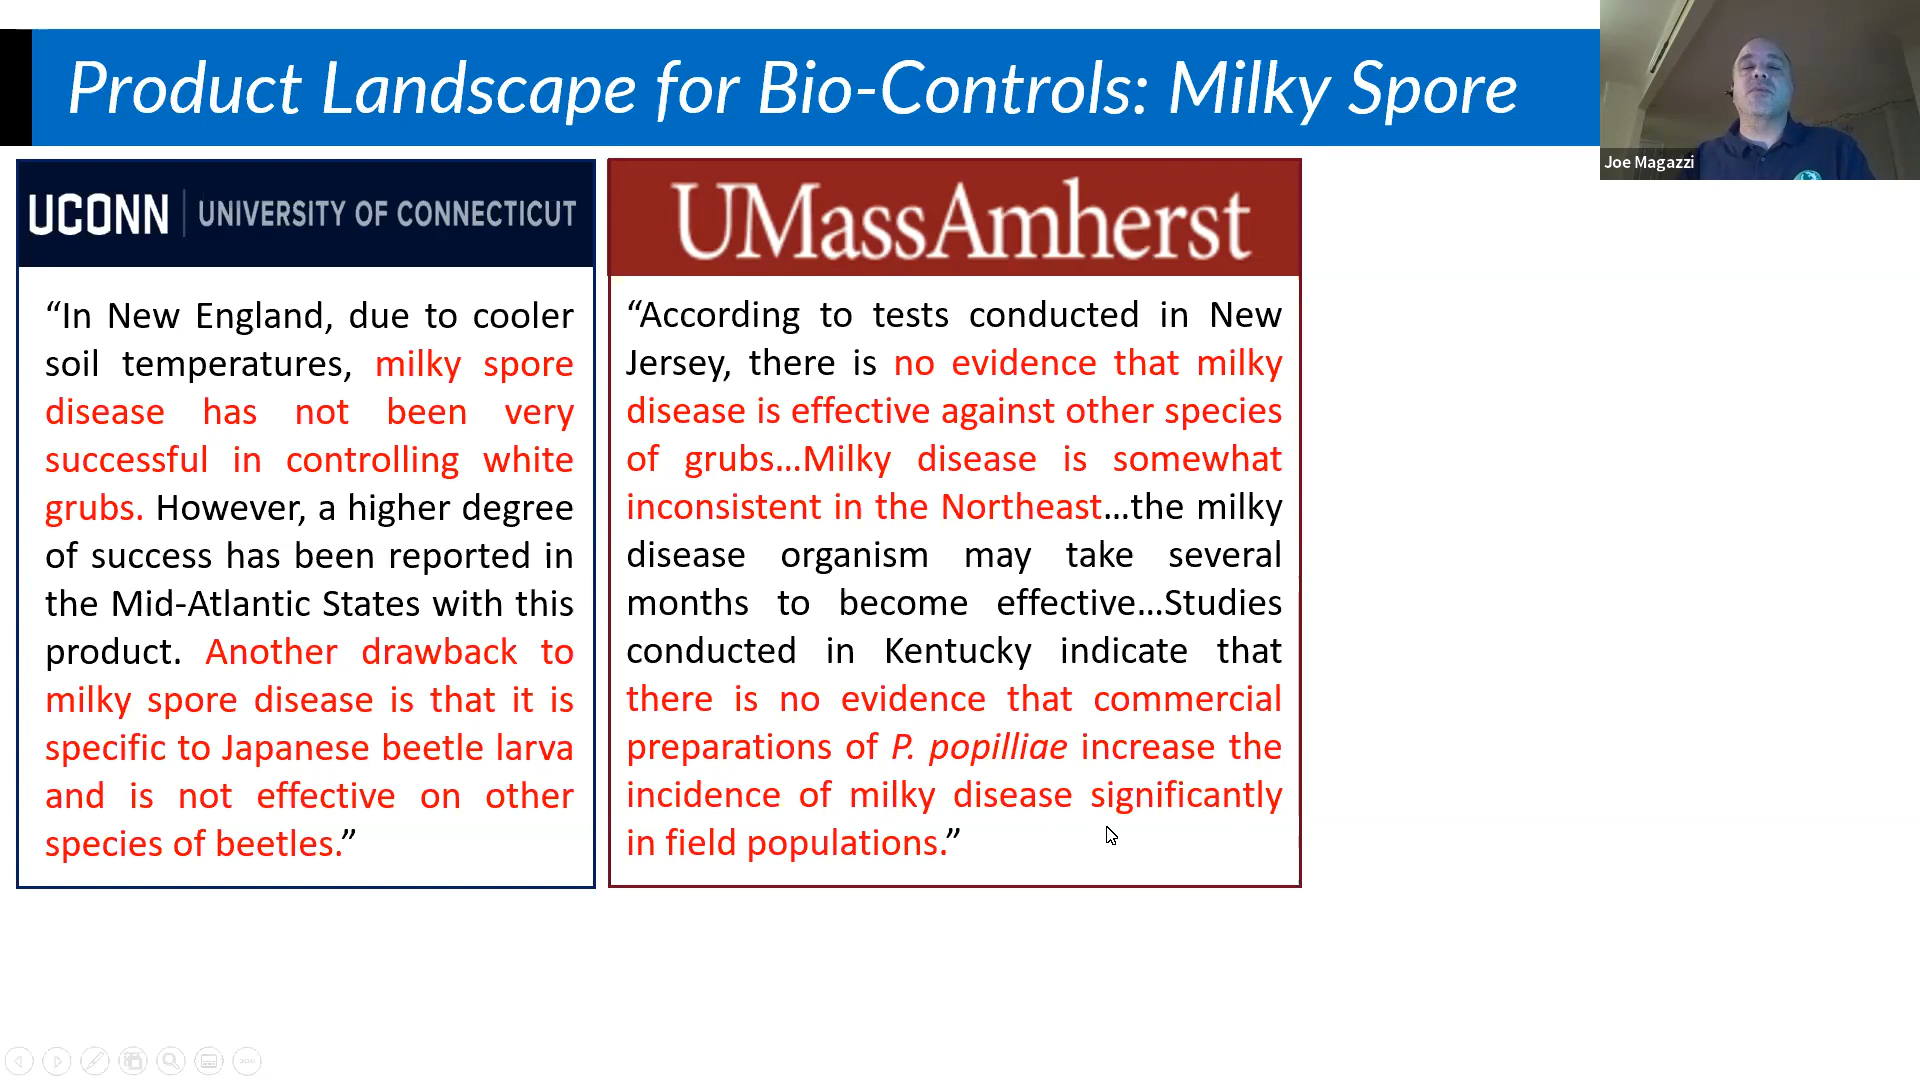 Product Landscape for Bio-Controls: Milky Spore
Joe Magazzi
UCONN | UNIVERSITY OF CONNECTICUT
“In New England, due to cooler
soil temperatures, milky spore
disease has not been very
successful in controlling white
grubs. However, a higher degree
of success has been reported in
the Mid-Atlantic States with this
product. Another drawback to
milky spore disease is that it is
specific to Japanese beetle larva
and is not effective on other
species of beetles.”
UMassAmherst
“According to tests conducted in New
Jersey, there is no evidence that milky
disease is effective against other species
of grubs…Milky disease is somewhat
inconsistent in the Northeast…the milky
disease organism may take several
months to become effective…Studies
conducted in Kentucky indicate that
there is no evidence that commercial
preparations of P. popilliae increase the
incidence of milky disease significantly
in field populations.”